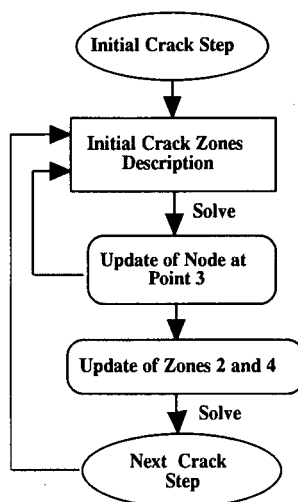 Initial Crack Step
Initial Crack Zones
Description
Solve
Update of Node at
Point 3
Update of Zones 2 and 4
Solve
Next Crack
Step